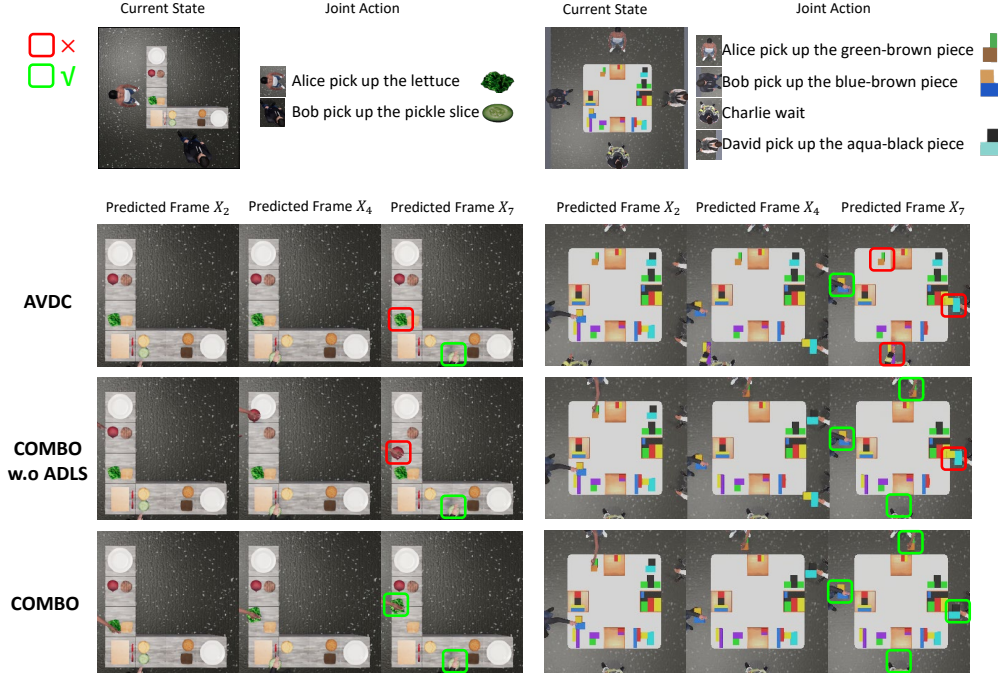 Current State
Joint Action
Current State
Joint Action
×
√
Alice pick up the lettuce
Bob pick up the pickle slice
Alice pick up the green-brown piece
Bob pick up the blue-brown piece
Charlie wait
David pick up the aqua-black piece
Predicted Frame X₂
Predicted Frame X₄
Predicted Frame X₇
Predicted Frame X₂
Predicted Frame X₄
Predicted Frame X₇
AVDC
COMBO
w.o ADLS
COMBO